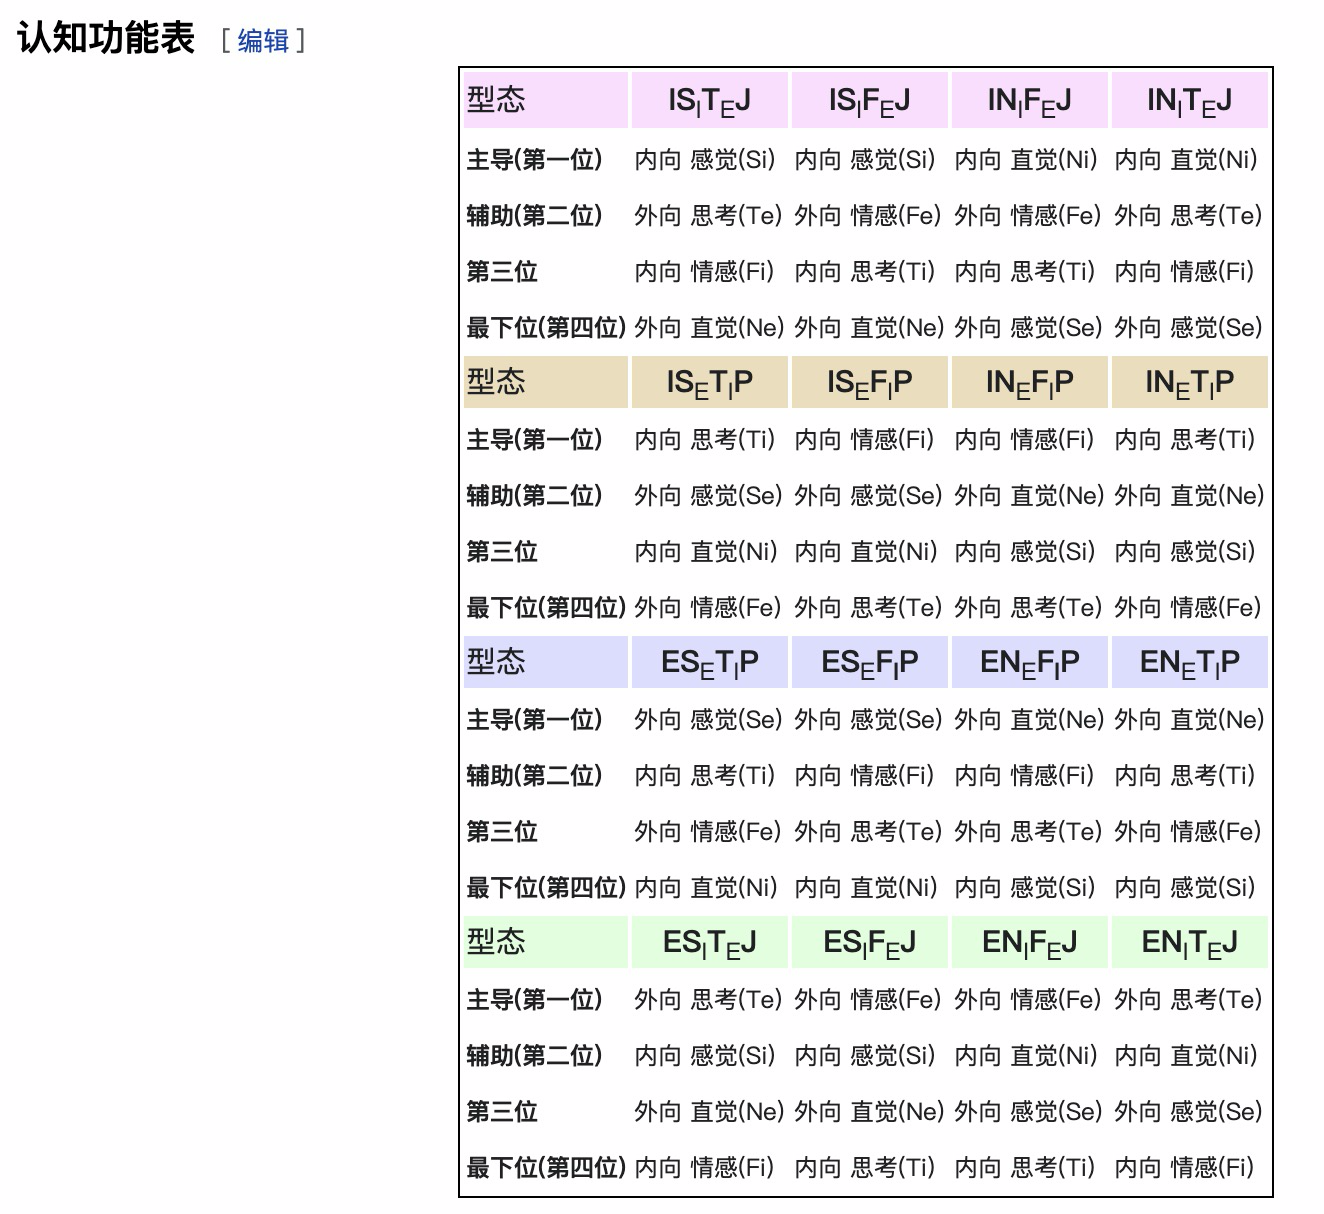 认知功能表 [ 编辑 ]
型态 ISITEJ ISIFEJ INIFEJ INITEJ
主导(第一位) 内向 感觉(Si) 内向 感觉(Si) 内向 直觉(Ni) 内向 直觉(Ni)
辅助(第二位) 外向 思考(Te) 外向 情感(Fe) 外向 情感(Fe) 外向 思考(Te)
第三位 内向 情感(Fi) 内向 思考(Ti) 内向 思考(Ti) 内向 情感(Fi)
最下位(第四位) 外向 直觉(Ne) 外向 直觉(Ne) 外向 感觉(Se) 外向 感觉(Se)
型态 ISETIP ISEFIP INEFIP INETIP
主导(第一位) 内向 思考(Ti) 内向 情感(Fi) 内向 情感(Fi) 内向 思考(Ti)
辅助(第二位) 外向 感觉(Se) 外向 感觉(Se) 外向 直觉(Ne) 外向 直觉(Ne)
第三位 内向 直觉(Ni) 内向 直觉(Ni) 内向 感觉(Si) 内向 感觉(Si)
最下位(第四位) 外向 情感(Fe) 外向 思考(Te) 外向 思考(Te) 外向 情感(Fe)
型态 ESETIP ESEFIP ENEFIP ENETIP
主导(第一位) 外向 感觉(Se) 外向 感觉(Se) 外向 直觉(Ne) 外向 直觉(Ne)
辅助(第二位) 内向 思考(Ti) 内向 情感(Fi) 内向 情感(Fi) 内向 思考(Ti)
第三位 外向 情感(Fe) 外向 思考(Te) 外向 思考(Te) 外向 情感(Fe)
最下位(第四位) 内向 直觉(Ni) 内向 直觉(Ni) 内向 感觉(Si) 内向 感觉(Si)
型态 ESITEJ ESIFEJ ENIFEJ ENITEJ
主导(第一位) 外向 思考(Te) 外向 情感(Fe) 外向 情感(Fe) 外向 思考(Te)
辅助(第二位) 内向 感觉(Si) 内向 感觉(Si) 内向 直觉(Ni) 内向 直觉(Ni)
第三位 外向 直觉(Ne) 外向 直觉(Ne) 外向 感觉(Se) 外向 感觉(Se)
最下位(第四位) 内向 情感(Fi) 内向 思考(Ti) 内向 思考(Ti) 内向 情感(Fi)